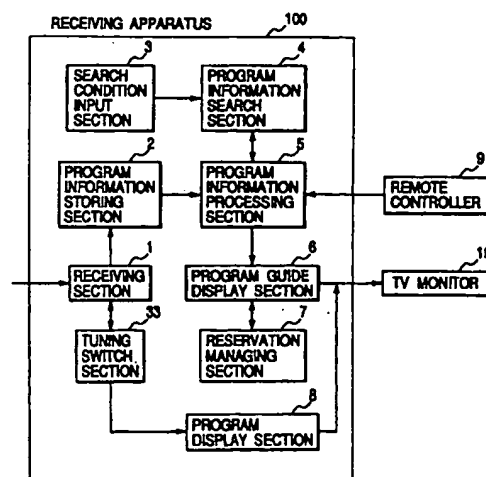 RECEIVING APPARATUS
100
3
SEARCH
CONDITION
INPUT
SECTION
4
PROGRAM
INFORMATION
SEARCH
SECTION
2
PROGRAM
INFORMATION
STORING
SECTION
5
PROGRAM
INFORMATION
PROCESSING
SECTION
9
REMOTE
CONTROLLER
1
RECEIVING
SECTION
6
PROGRAM GUIDE
DISPLAY SECTION
TV MONITOR
33
TUNING
SWITCH
SECTION
7
RESERVATION
MANAGING
SECTION
8
PROGRAM
DISPLAY SECTION